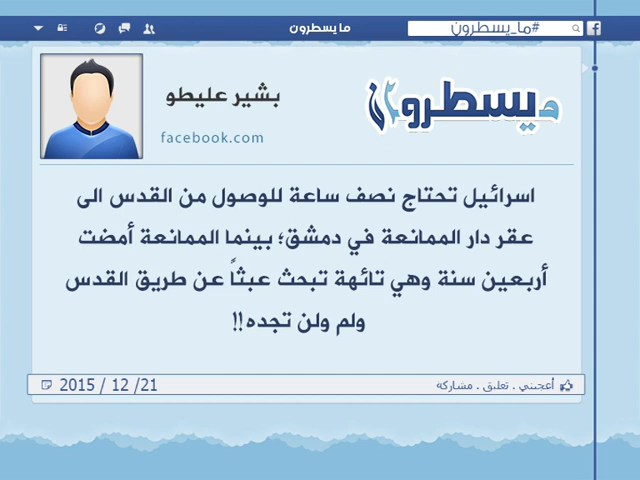 #ما_يسطرون
ما يسطرون
ما يسطرون
بشير عليطو
facebook.com
اسرائيل تحتاج نصف ساعة للوصول من القدس الى
عقر دار الممانعة في دمشق؛ بينما الممانعة أمضت
أربعين سنة وهي تائهة تبحث عبثاً عن طريق القدس
ولم ولن تجده!!
أعجبني . تعليق . مشاركة
2015 / 12 /21